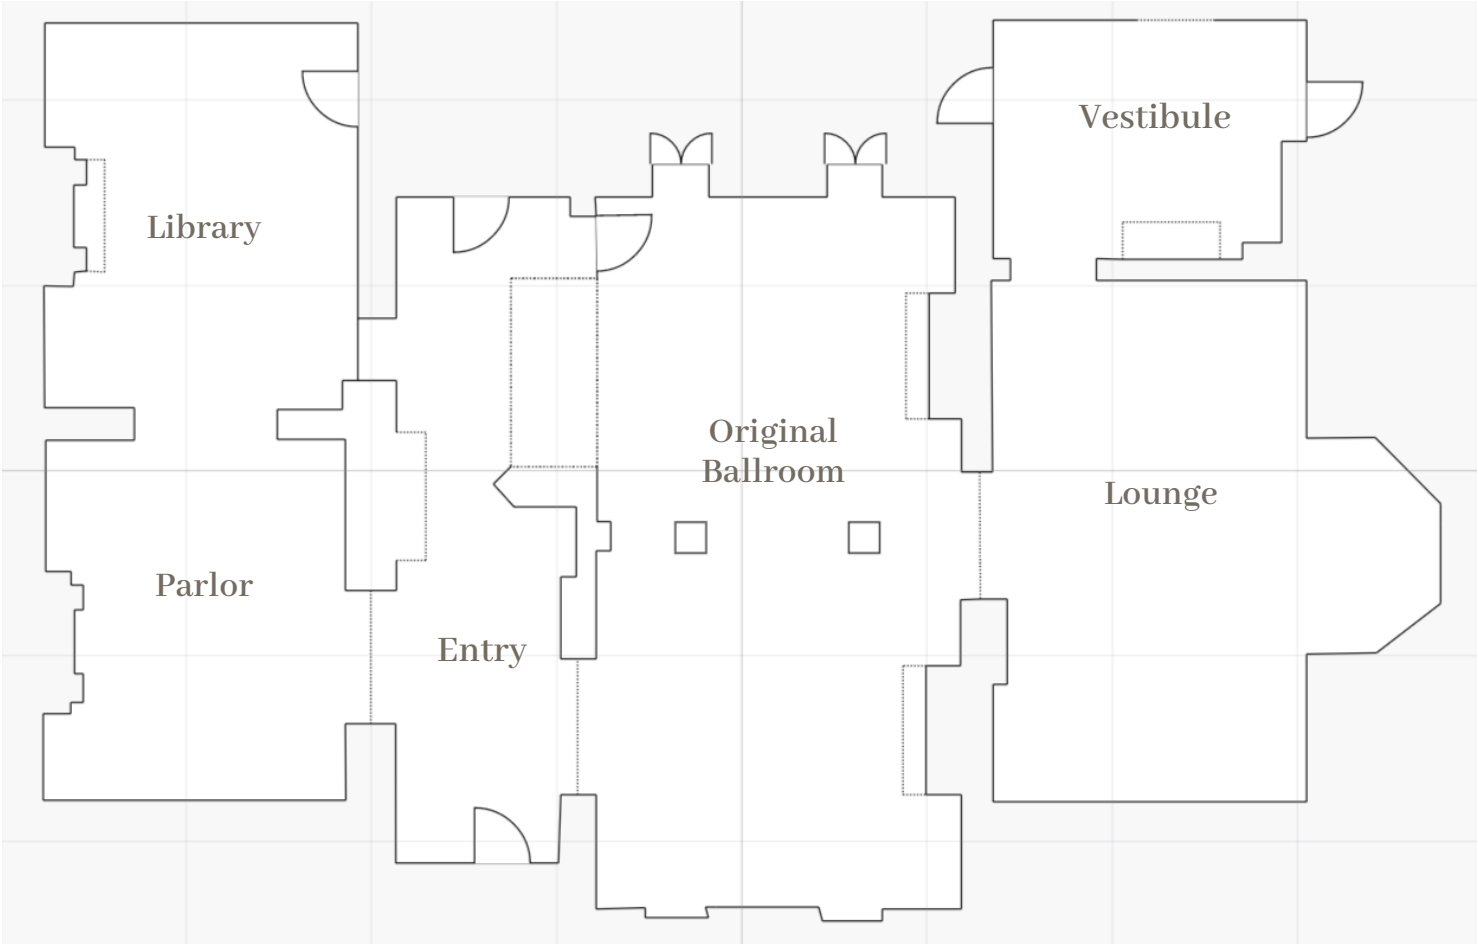 Vestibule
Library
Original
Ballroom
Lounge
Parlor
Entry